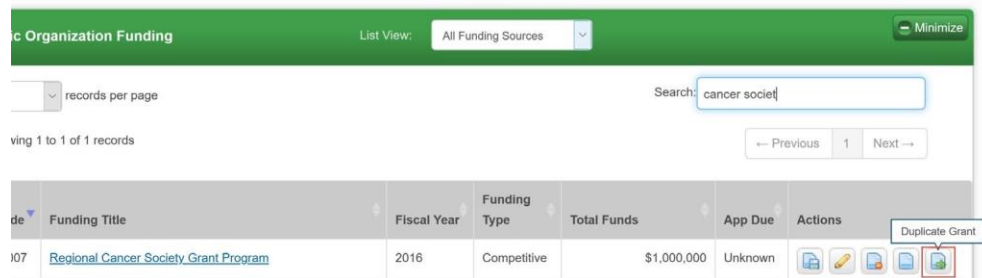 ic Organization Funding List View: All Funding Sources Minimize
records per page Search: cancer societ
ving 1 to 1 of 1 records ← Previous 1 Next →
de Funding Title Fiscal Year Funding Type Total Funds App Due Actions
Duplicate Grant
007 Regional Cancer Society Grant Program 2016 Competitive $1,000,000 Unknown